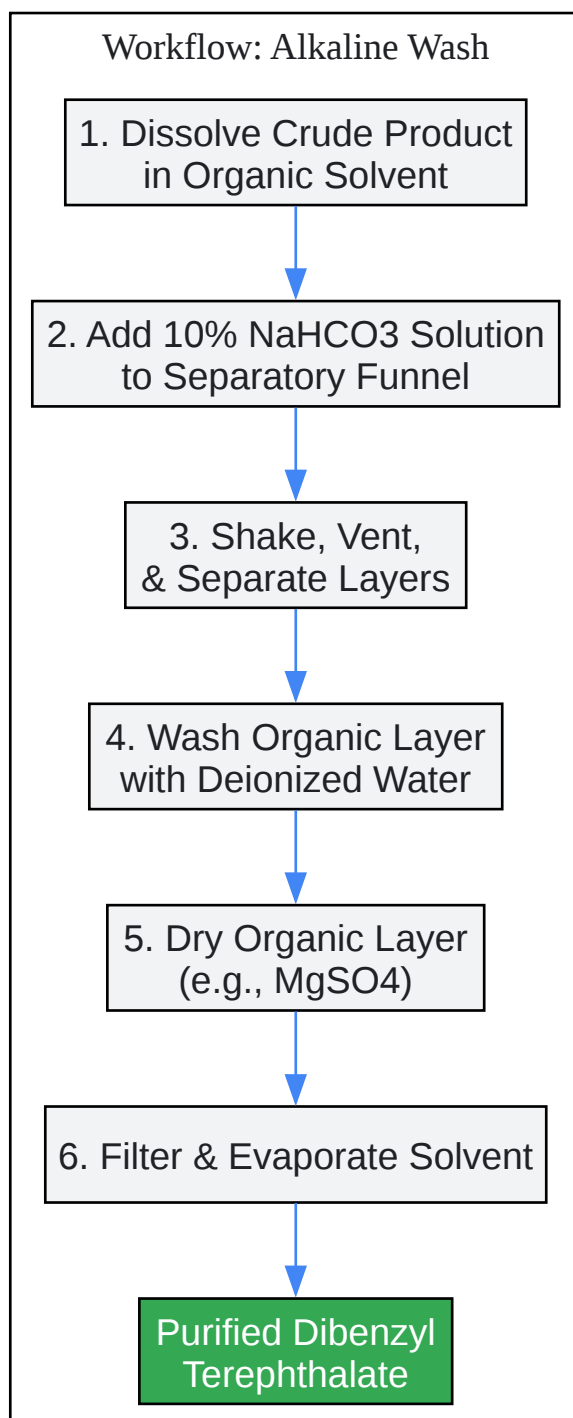 Workflow: Alkaline Wash
1. Dissolve Crude Product
in Organic Solvent
2. Add 10% NaHCO3 Solution
to Separatory Funnel
3. Shake, Vent,
& Separate Layers
4. Wash Organic Layer
with Deionized Water
5. Dry Organic Layer
(e.g., MgSO4)
6. Filter & Evaporate Solvent
Purified Dibenzyl
Terephthalate